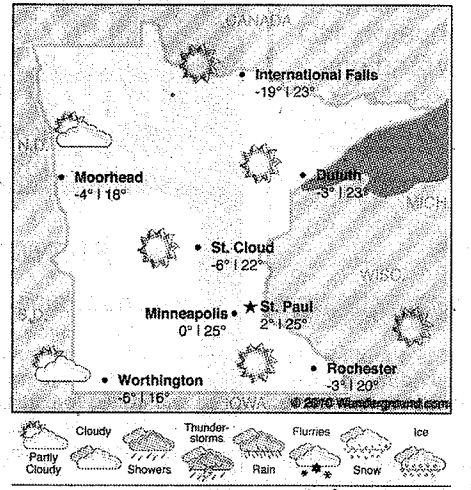 CANADA
International Falls
-19° | 23°
N.D.
Moorhead
-4° | 18°
Duluth
-3° | 23°
MICH
St. Cloud
-6° | 22°
WISC.
S.D.
Minneapolis
0° | 25°
St. Paul
2° | 25°
Rochester
-3° | 20°
Worthington
-6° | 16°
IOWA
© 2010 Wunderground.com
Partly Cloudy
Cloudy
Showers
Thunder-
storms
Rain
Flurries
Snow
Ice